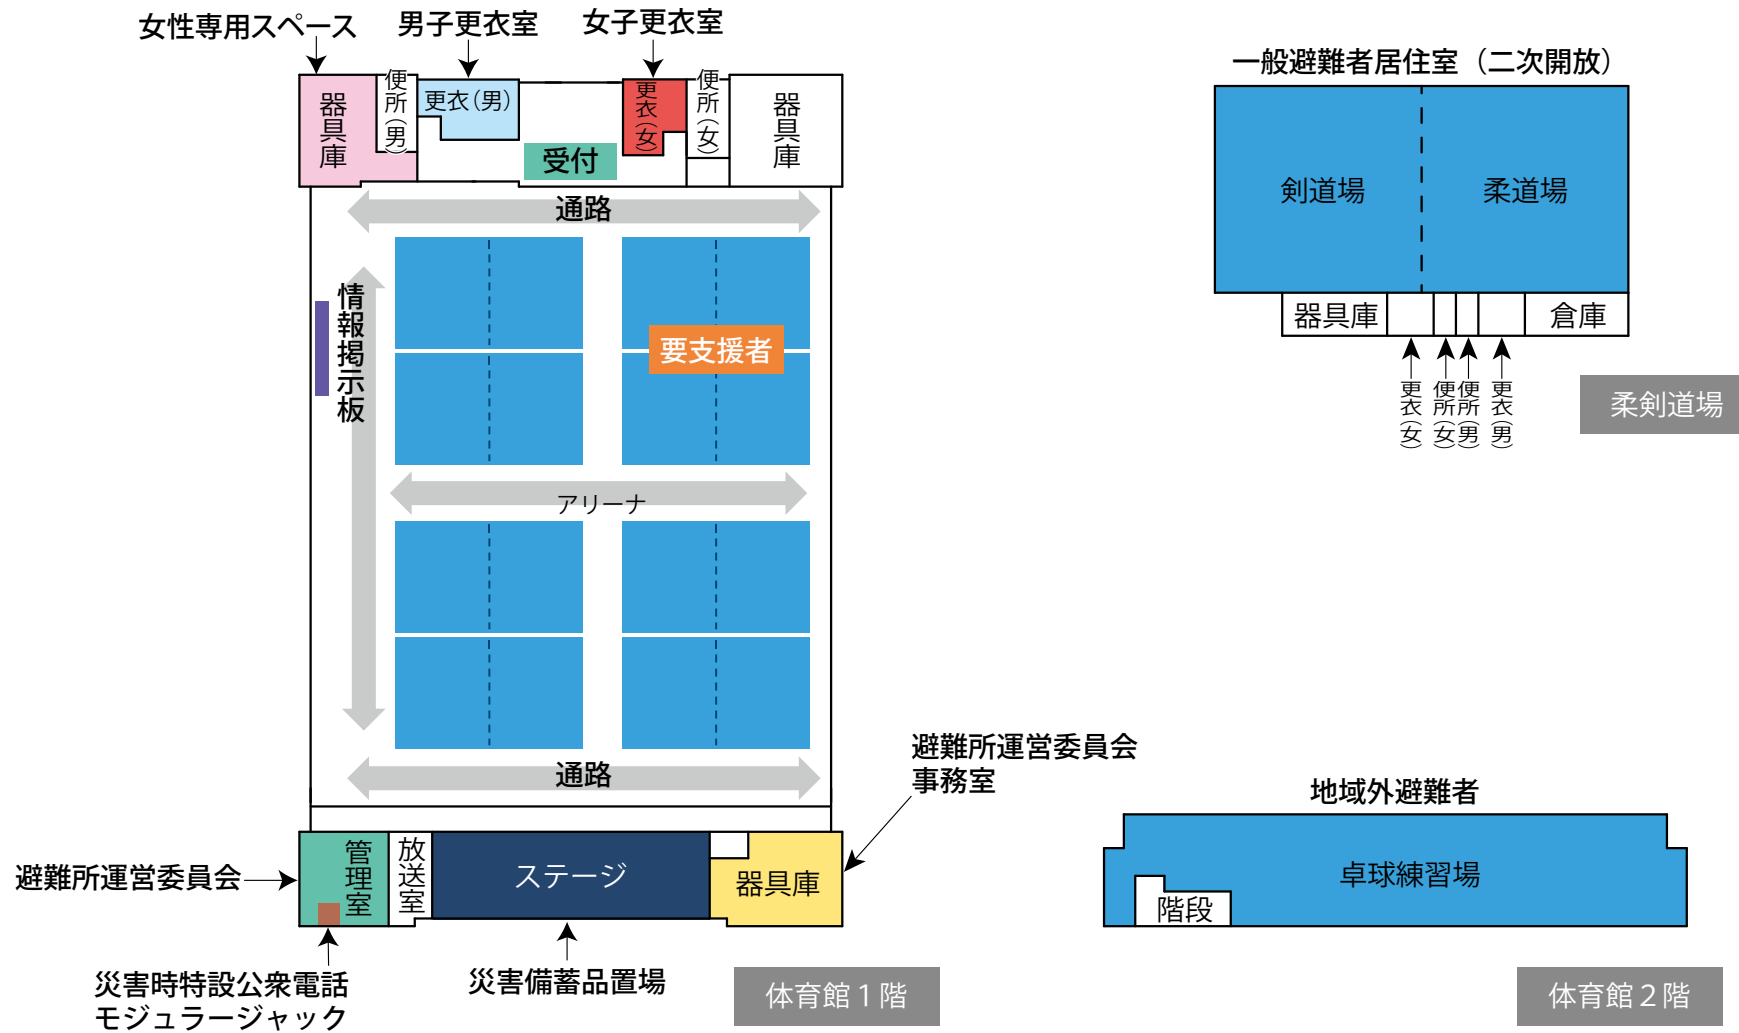 女性専用スペース
男子更衣室
女子更衣室
器具庫
便所(男)
更衣(男)
更衣(女)
便所(女)
器具庫
受付
通路
情報掲示板
要支援者
アリーナ
通路
避難所運営委員会
事務室
避難所運営委員会
管理室
放送室
ステージ
器具庫
災害時特設公衆電話
モジュラージャック
災害備蓄品置場
体育館１階
一般避難者居住室（二次開放）
剣道場
柔道場
器具庫
倉庫
更衣(女)
便所(女)
便所(男)
更衣(男)
柔剣道場
地域外避難者
卓球練習場
階段
体育館２階